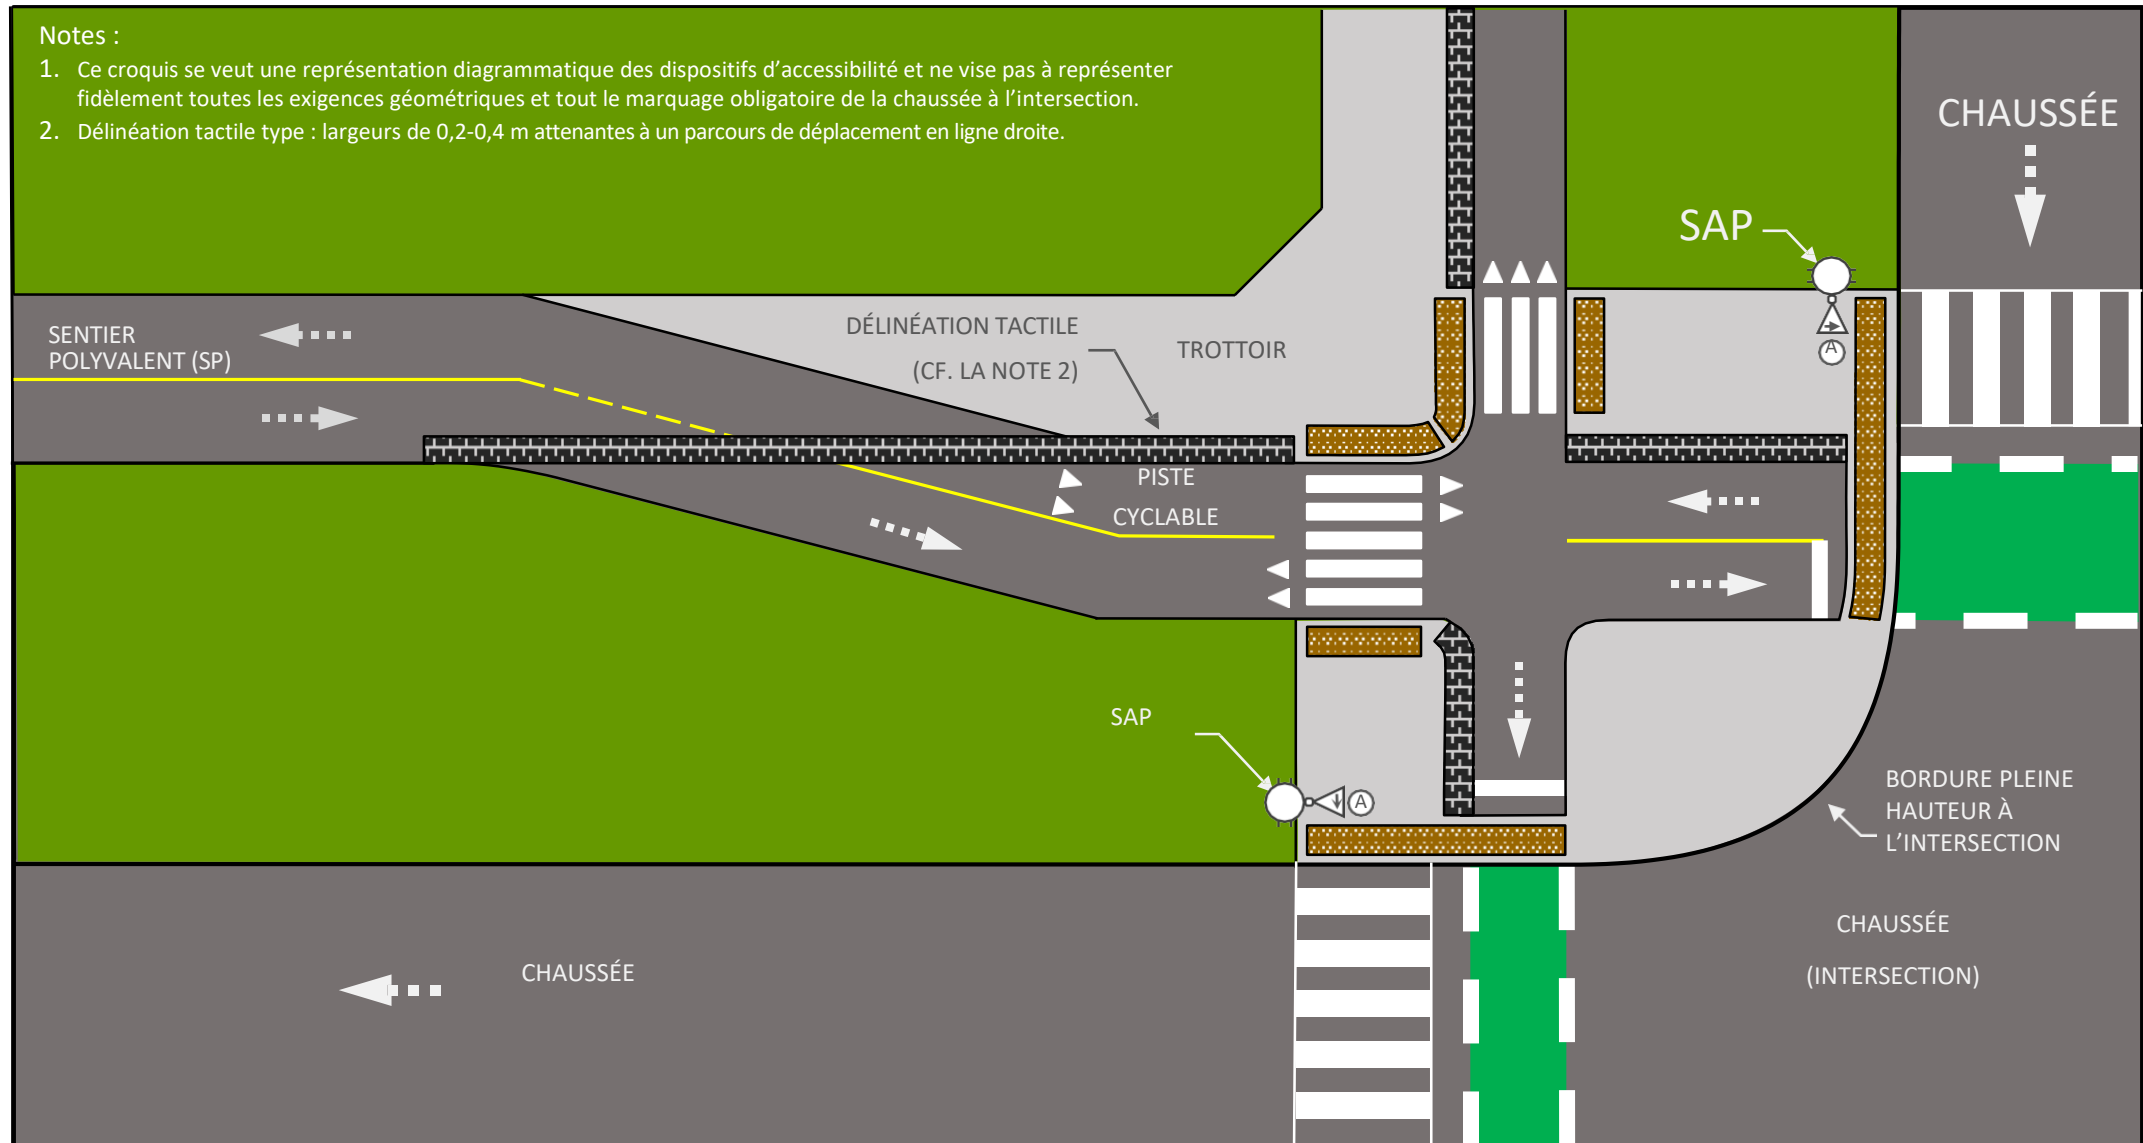 Notes :
1. Ce croquis se veut une représentation diagrammatique des dispositifs d’accessibilité et ne vise pas à représenter
fidèlement toutes les exigences géométriques et tout le marquage obligatoire de la chaussée à l’intersection.
2. Délinéation tactile type : largeurs de 0,2-0,4 m attenantes à un parcours de déplacement en ligne droite.
CHAUSSÉE
SAP
A
SENTIER
POLYVALENT (SP)
DÉLINÉATION TACTILE
(CF. LA NOTE 2)
TROTTOIR
PISTE
CYCLABLE
SAP
A
BORDURE PLEINE
HAUTEUR À
L’INTERSECTION
CHAUSSÉE
(INTERSECTION)
CHAUSSÉE